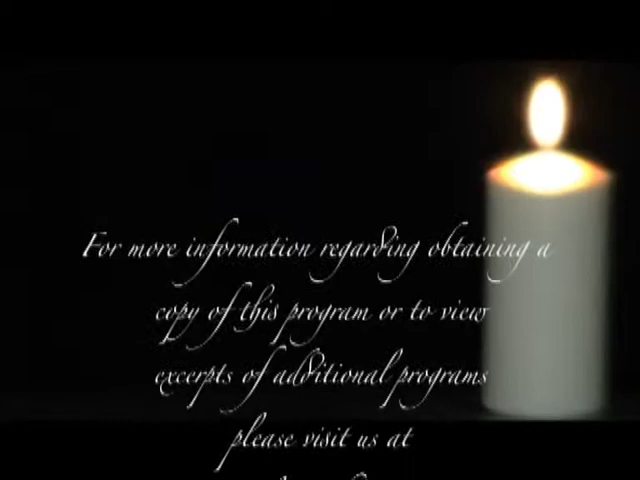 For more information regarding obtaining a
copy of this program or to view
excerpts of additional programs
please visit us at